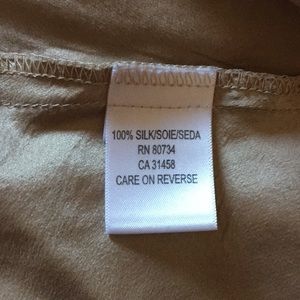 100% SILK/SOIE/SEDA
RN 80734
CA 31458
CARE ON REVERSE